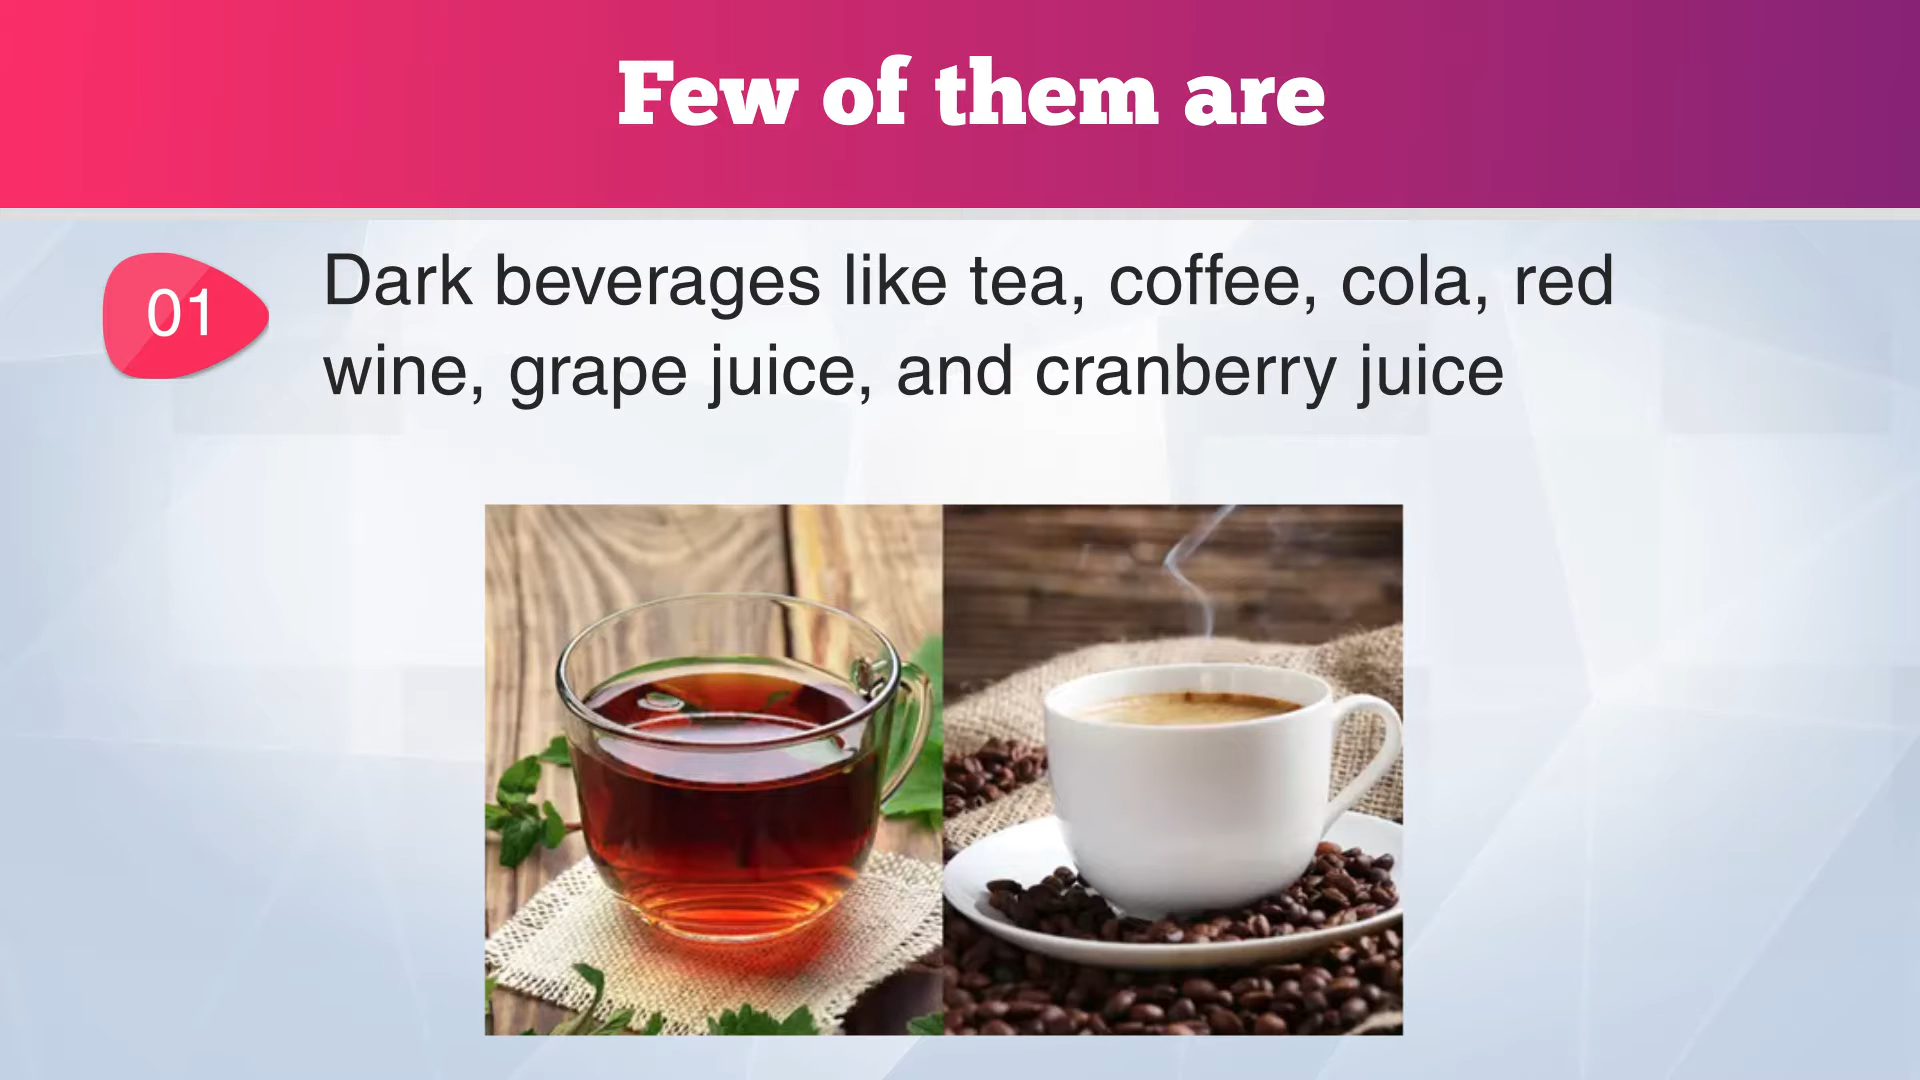 Few of them are
01
Dark beverages like tea, coffee, cola, red
wine, grape juice, and cranberry juice